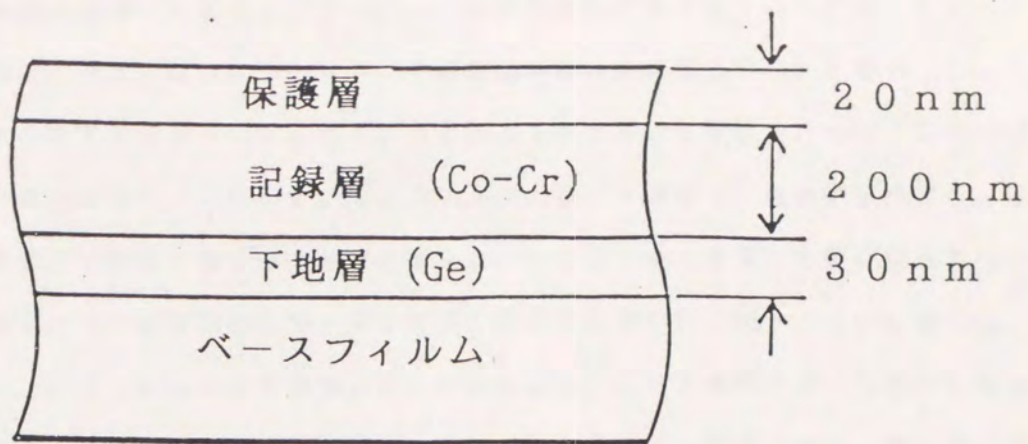 保護層
20nm
記録層 (Co-Cr)
200nm
下地層 (Ge)
30nm
ベースフィルム